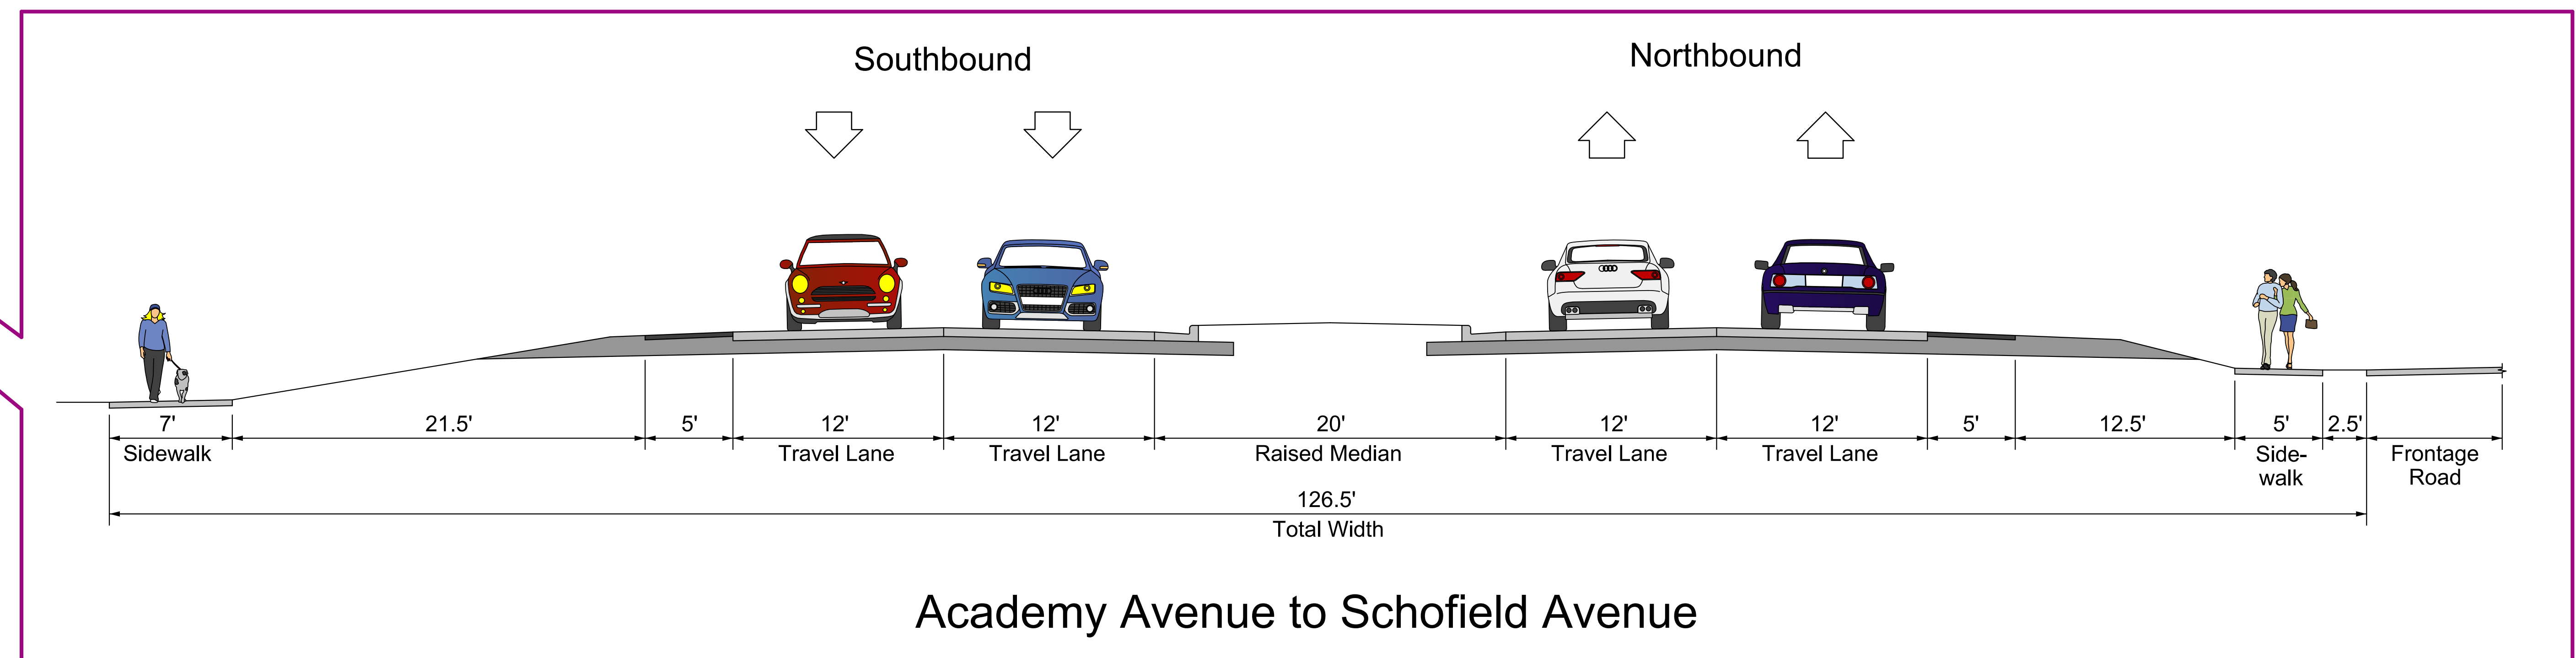 Southbound
Northbound
7' 21.5' 5' 12' 12' 20' 12' 12' 5' 12.5' 5' 2.5'
Sidewalk Travel Lane Travel Lane Raised Median Travel Lane Travel Lane Side- Frontage
walk Road
126.5'
Total Width
Academy Avenue to Schofield Avenue